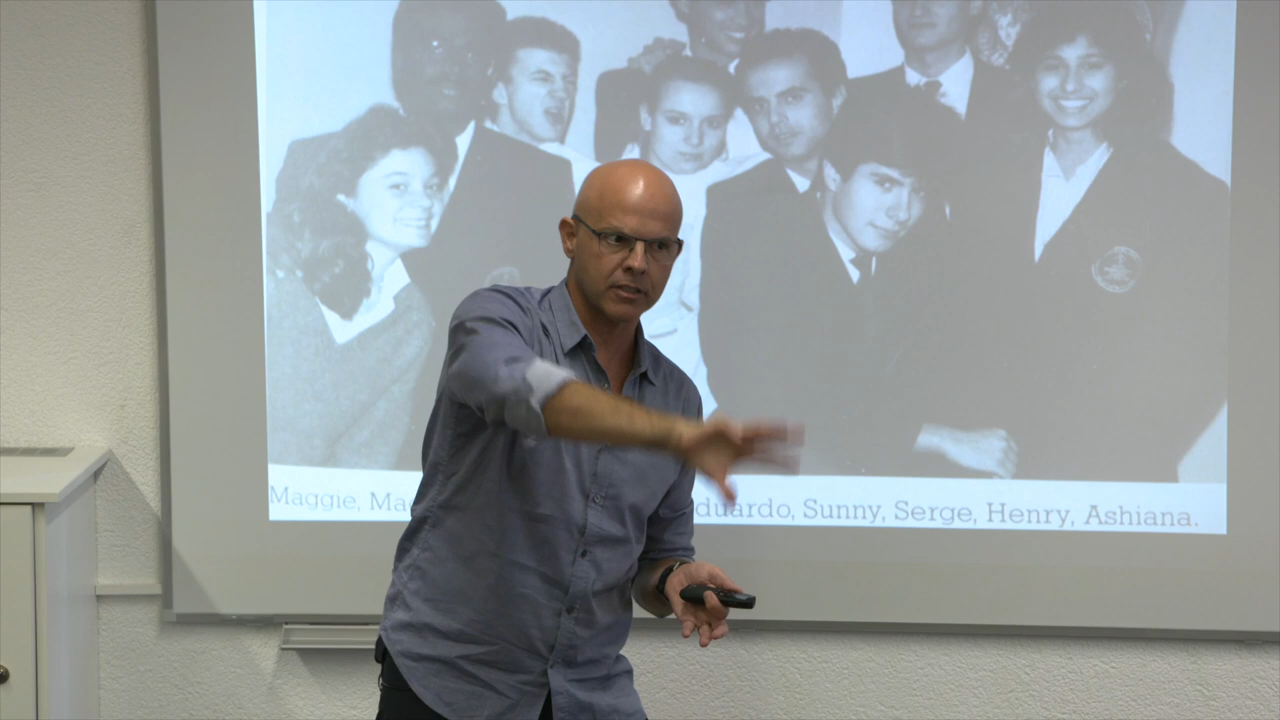 Maggie, Ma duardo, Sunny, Serge, Henry, Ashiana.